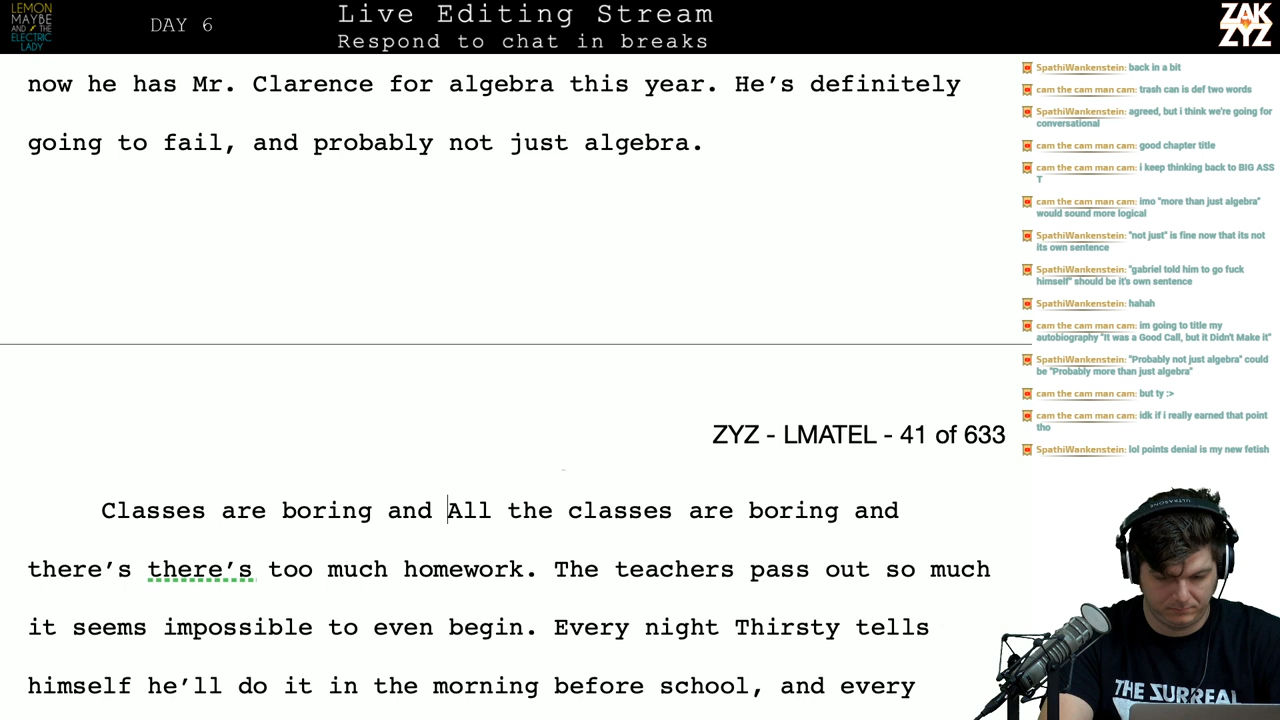 LEMON
MAYBE
AND THE
ELECTRIC
LADY
DAY 6
Live Editing Stream
Respond to chat in breaks
ZAK
ZYZ
now he has Mr. Clarence for algebra this year. He’s definitely
going to fail, and probably not just algebra.
ZYZ - LMATEL - 41 of 633
Classes are boring and All the classes are boring and
there’s there’s too much homework. The teachers pass out so much
it seems impossible to even begin. Every night Thirsty tells
himself he’ll do it in the morning before school, and every
SpathiWankenstein: back in a bit
cam the cam man cam: trash can is def two words
SpathiWankenstein: agreed, but i think we're going for
conversational
cam the cam man cam: good chapter title
cam the cam man cam: i keep thinking back to BIG ASS
T
cam the cam man cam: imo "more than just algebra"
would sound more logical
SpathiWankenstein: "not just" is fine now that its not
its own sentence
SpathiWankenstein: "gabriel told him to go fuck
himself" should be it's own sentence
SpathiWankenstein: hahah
cam the cam man cam: im going to title my
autobiography "It was a Good Call, but it Didn't Make it"
SpathiWankenstein: "Probably not just algebra" could
be "Probably more than just algebra"
cam the cam man cam: but ty :>
cam the cam man cam: idk if i really earned that point
tho
SpathiWankenstein: lol points denial is my new fetish
ULTRASONE
THE SURREAL